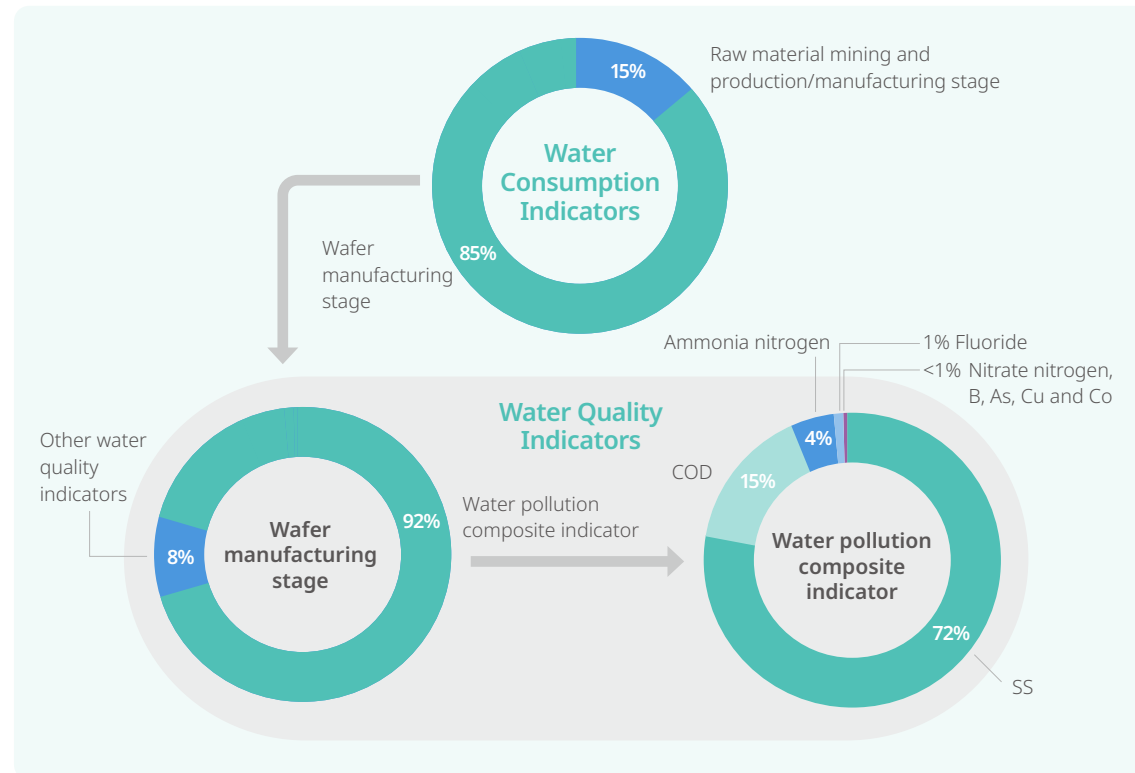 15%
Raw material mining and
production/manufacturing stage
Water
Consumption
Indicators
85%
Wafer
manufacturing
stage
Ammonia nitrogen
1% Fluoride
<1% Nitrate nitrogen,
B, As, Cu and Co
Water Quality
Indicators
Other water
quality
indicators
8%
92%
Wafer
manufacturing
stage
Water pollution
composite indicator
COD
15%
4%
Water pollution
composite
indicator
72%
SS